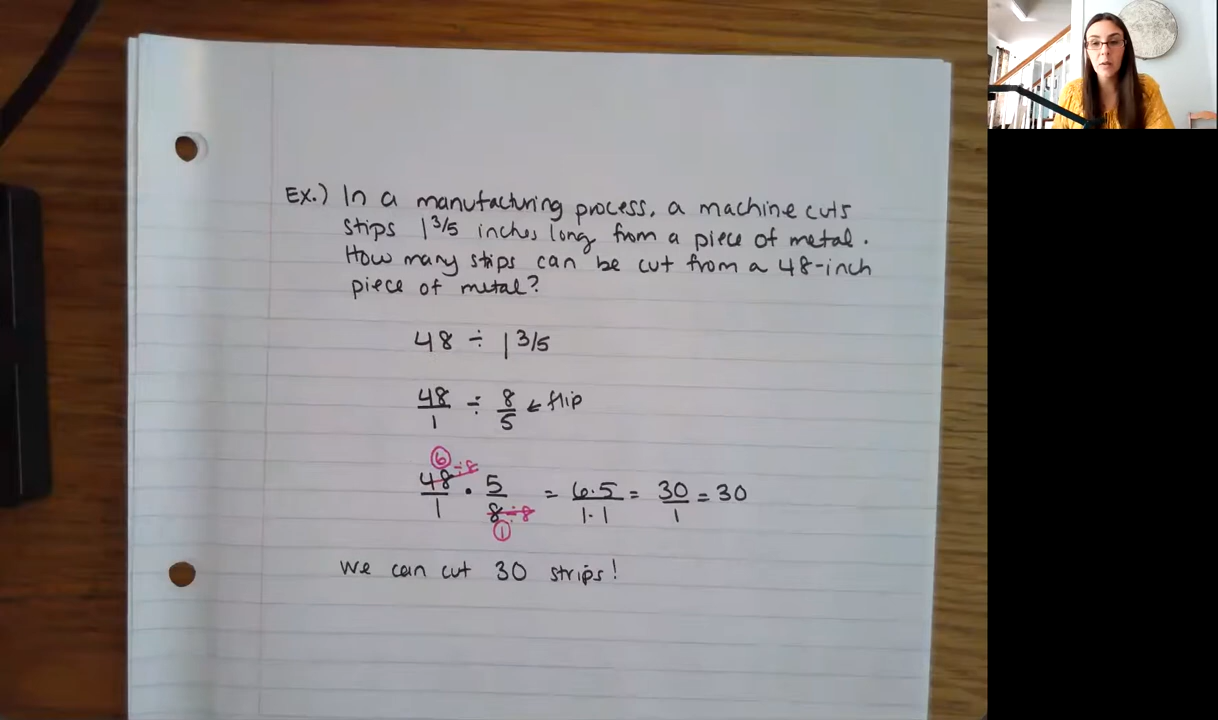 Ex.) In a manufacturing process, a machine cuts
stips 1 3/5 inches long from a piece of metal.
How many strips can be cut from a 48-inch
piece of metal?
48 ÷ 1 3/5
48/1 ÷ 8/5 ← flip
⑥ ÷8
48/1 • 5/8 = 6·5/1·1 = 30/1 = 30
÷8
①
We can cut 30 strips!